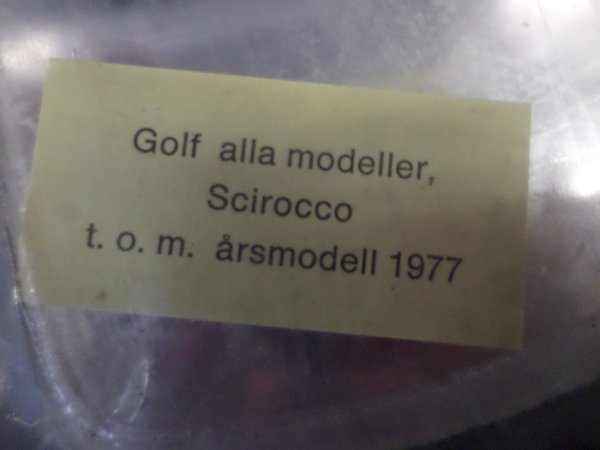 Golf alla modeller,
Scirocco
t. o. m. årsmodell 1977